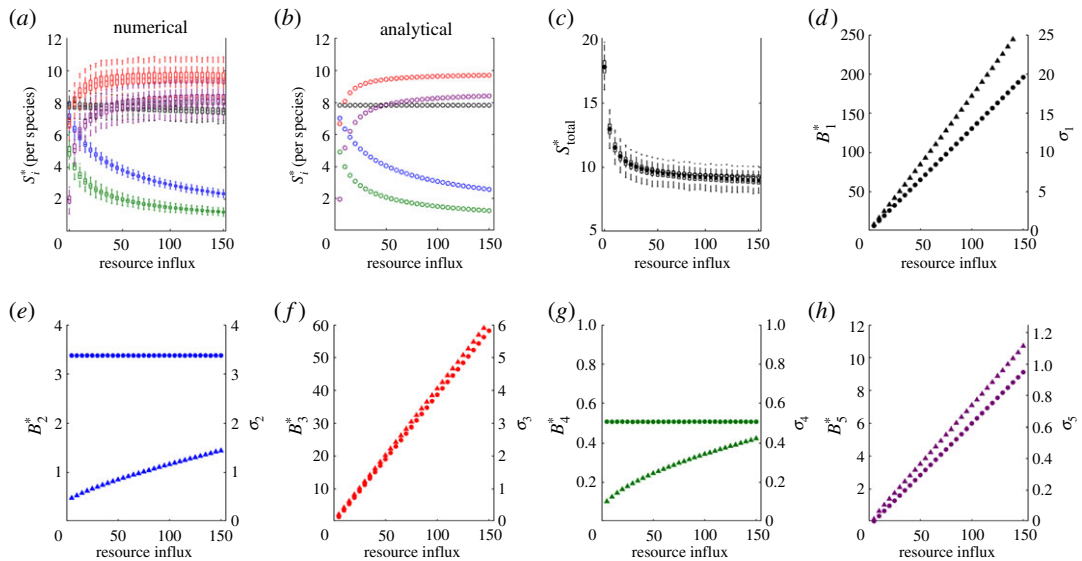 (a) numerical
S*i (per species)
12
10
8
6
4
2
0 50 100 150
resource influx
(b) analytical
S*i (per species)
12
10
8
6
4
2
0 50 100 150
resource influx
(c)
S*total
20
15
10
5
0 50 100 150
resource influx
(d)
B*1
250
200
150
100
50
0 50 100 150
resource influx
25
20
15
10
5
0
σ1
(e)
B*2
4
3
2
1
0 50 100 150
resource influx
4
3
2
1
0
σ2
(f)
B*3
60
50
40
30
20
10
0 50 100 150
resource influx
6
5
4
3
2
1
0
σ3
(g)
B*4
1.0
0.8
0.6
0.4
0.2
0 50 100 150
resource influx
1.0
0.8
0.6
0.4
0.2
0
σ4
(h)
B*5
12
10
8
6
4
2
0 50 100 150
resource influx
1.2
1.0
0.8
0.6
0.4
0.2
0
σ5